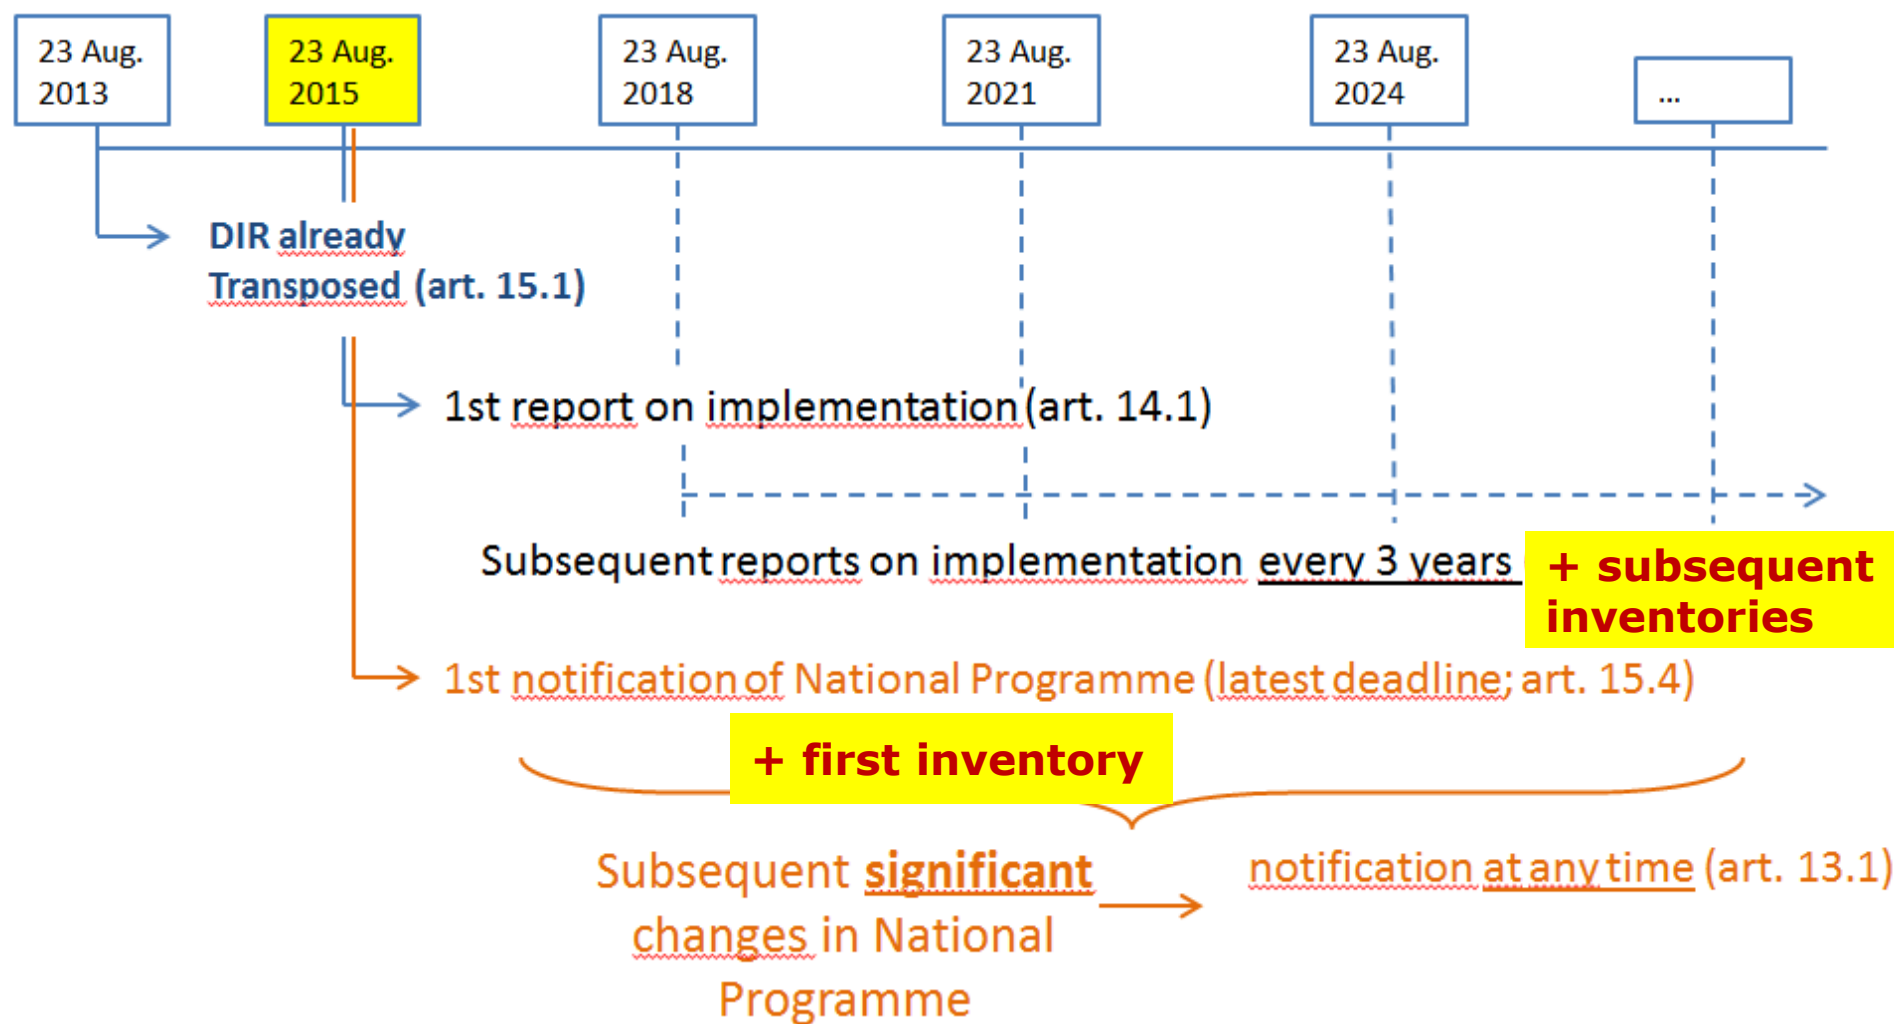 23 Aug.
2013
23 Aug.
2015
23 Aug.
2018
23 Aug.
2021
23 Aug.
2024
...
DIR already
Transposed (art. 15.1)
1st report on implementation (art. 14.1)
Subsequent reports on implementation every 3 years
+ subsequent
inventories
1st notification of National Programme (latest deadline; art. 15.4)
+ first inventory
Subsequent significant
changes in National
Programme
notification at any time (art. 13.1)